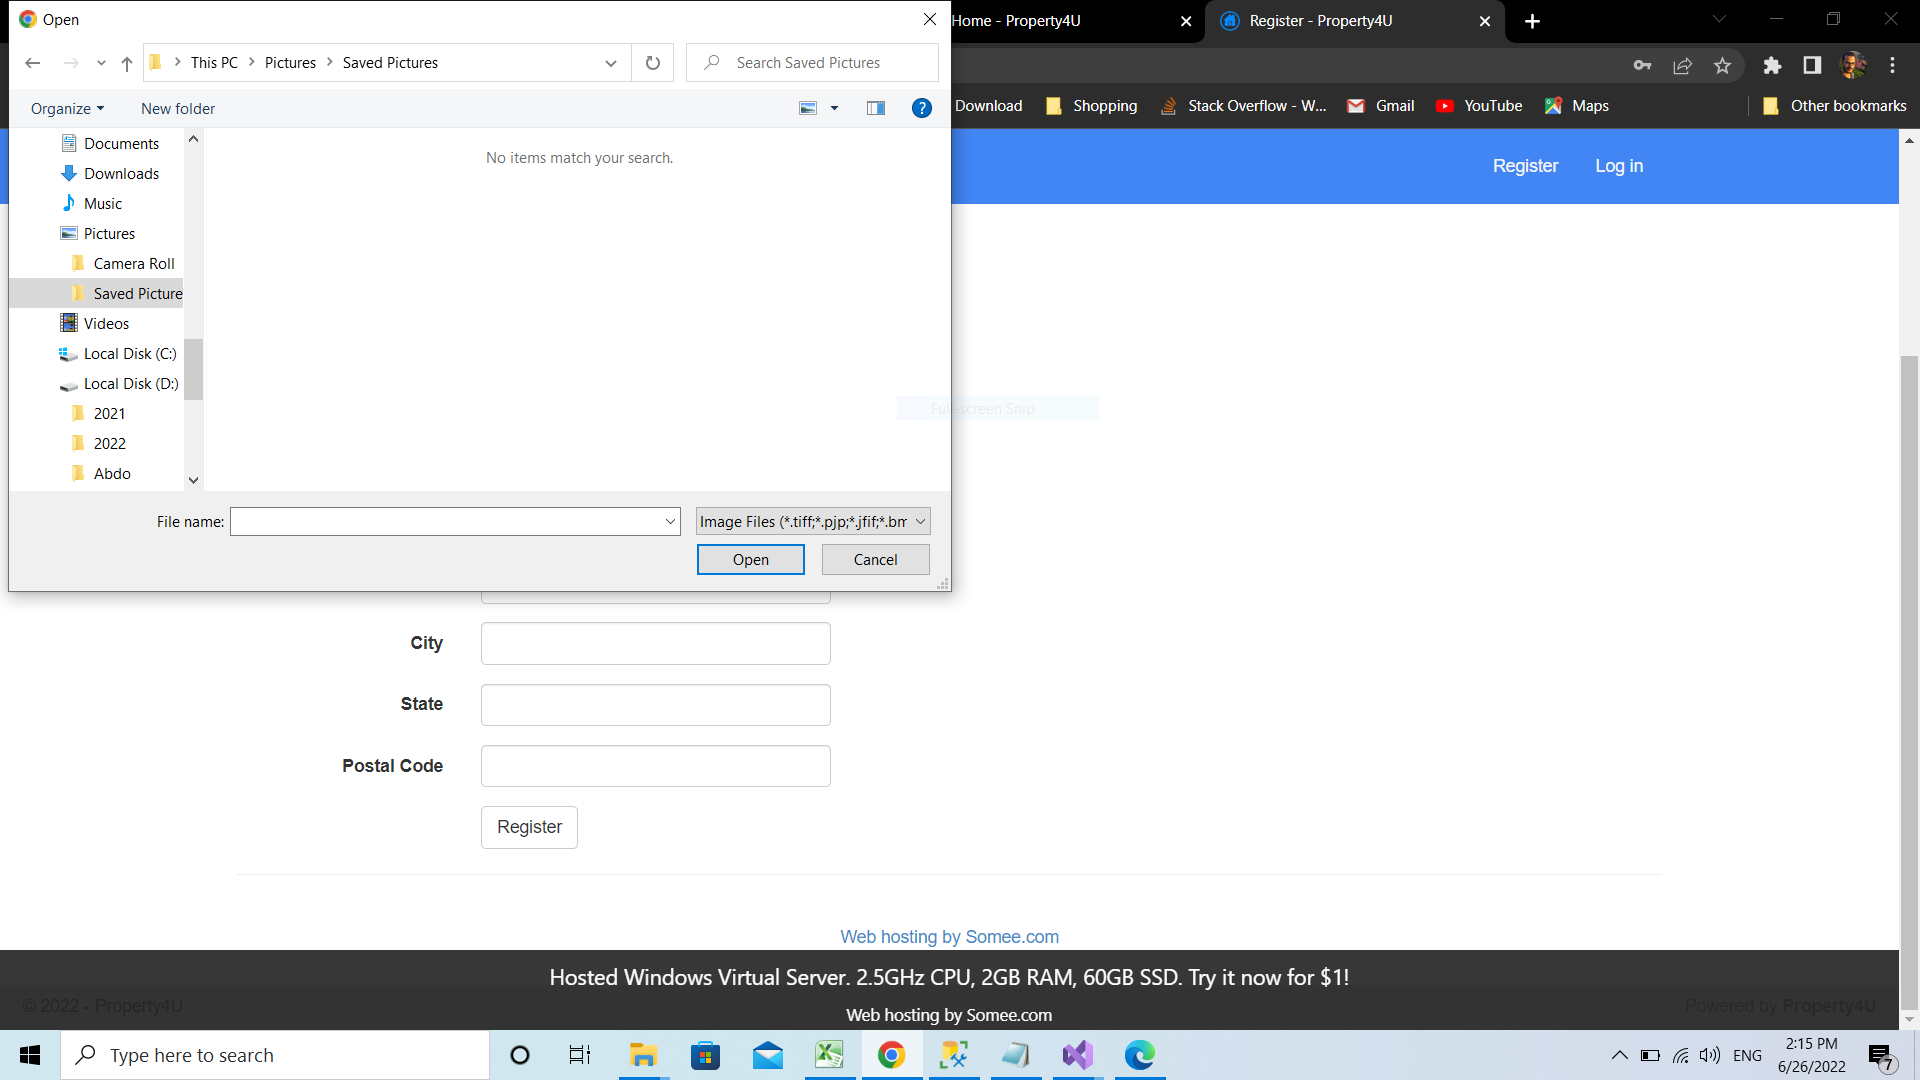 Open
Home - Property4U
Register - Property4U
This PC
Pictures
Saved Pictures
Search Saved Pictures
Organize
New folder
Download
Shopping
Stack Overflow - W...
Gmail
YouTube
Maps
Other bookmarks
Documents
Downloads
Music
Pictures
Camera Roll
Saved Picture
Videos
Local Disk (C:)
Local Disk (D:)
2021
2022
Abdo
No items match your search.
Register
Log in
Full-screen Snip
File name:
Image Files (*.tiff;*.pjp;*.jfif;*.bm
Open
Cancel
City
State
Postal Code
Register
Web hosting by Somee.com
Hosted Windows Virtual Server. 2.5GHz CPU, 2GB RAM, 60GB SSD. Try it now for $1!
© 2022 - Property4U
Powered by Property4U
Web hosting by Somee.com
Type here to search
ENG
2:15 PM
6/26/2022
7